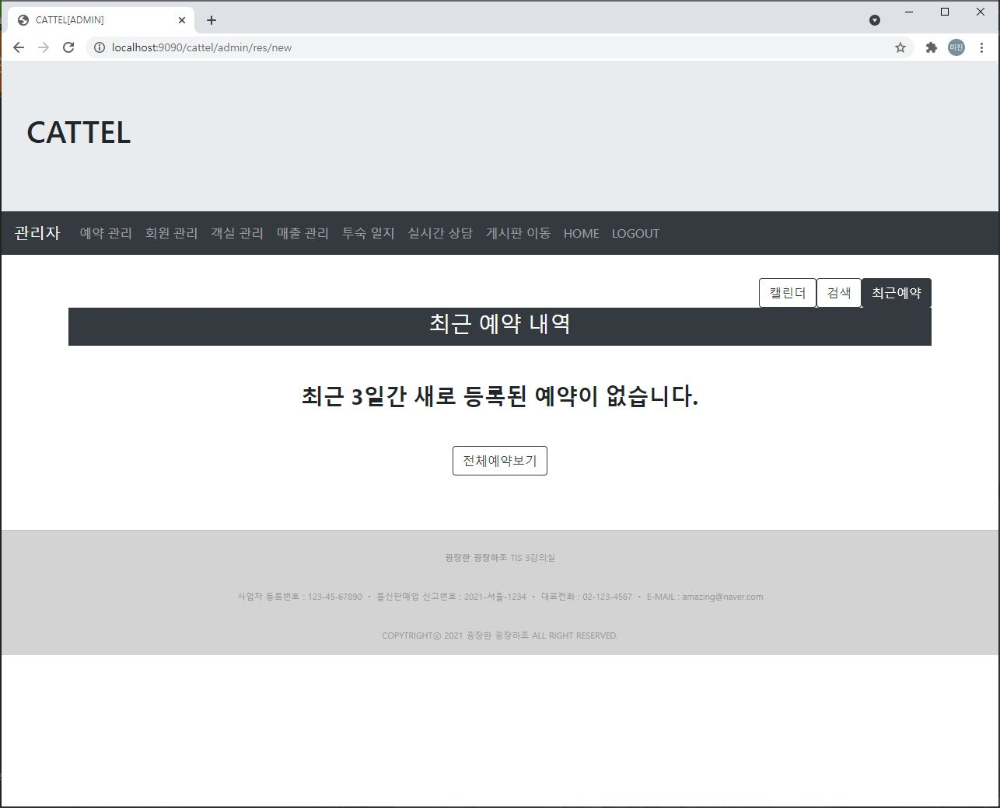 CATTEL[ADMIN]
localhost:9090/cattel/admin/res/new
미진
CATTEL
관리자 예약 관리 회원 관리 객실 관리 매출 관리 투숙 일지 실시간 상담 게시판 이동 HOME LOGOUT
캘린더 검색 최근예약
최근 예약 내역
최근 3일간 새로 등록된 예약이 없습니다.
전체예약보기
굉장한 굉장하조 TIS 3강의실
사업자 등록번호 : 123-45-67890 ・ 통신판매업 신고번호 : 2021-서울-1234 ・ 대표전화 : 02-123-4567 ・ E-MAIL : amazing@naver.com
COPYTRIGHTⓒ 2021 굉장한 굉장하조 ALL RIGHT RESERVED.